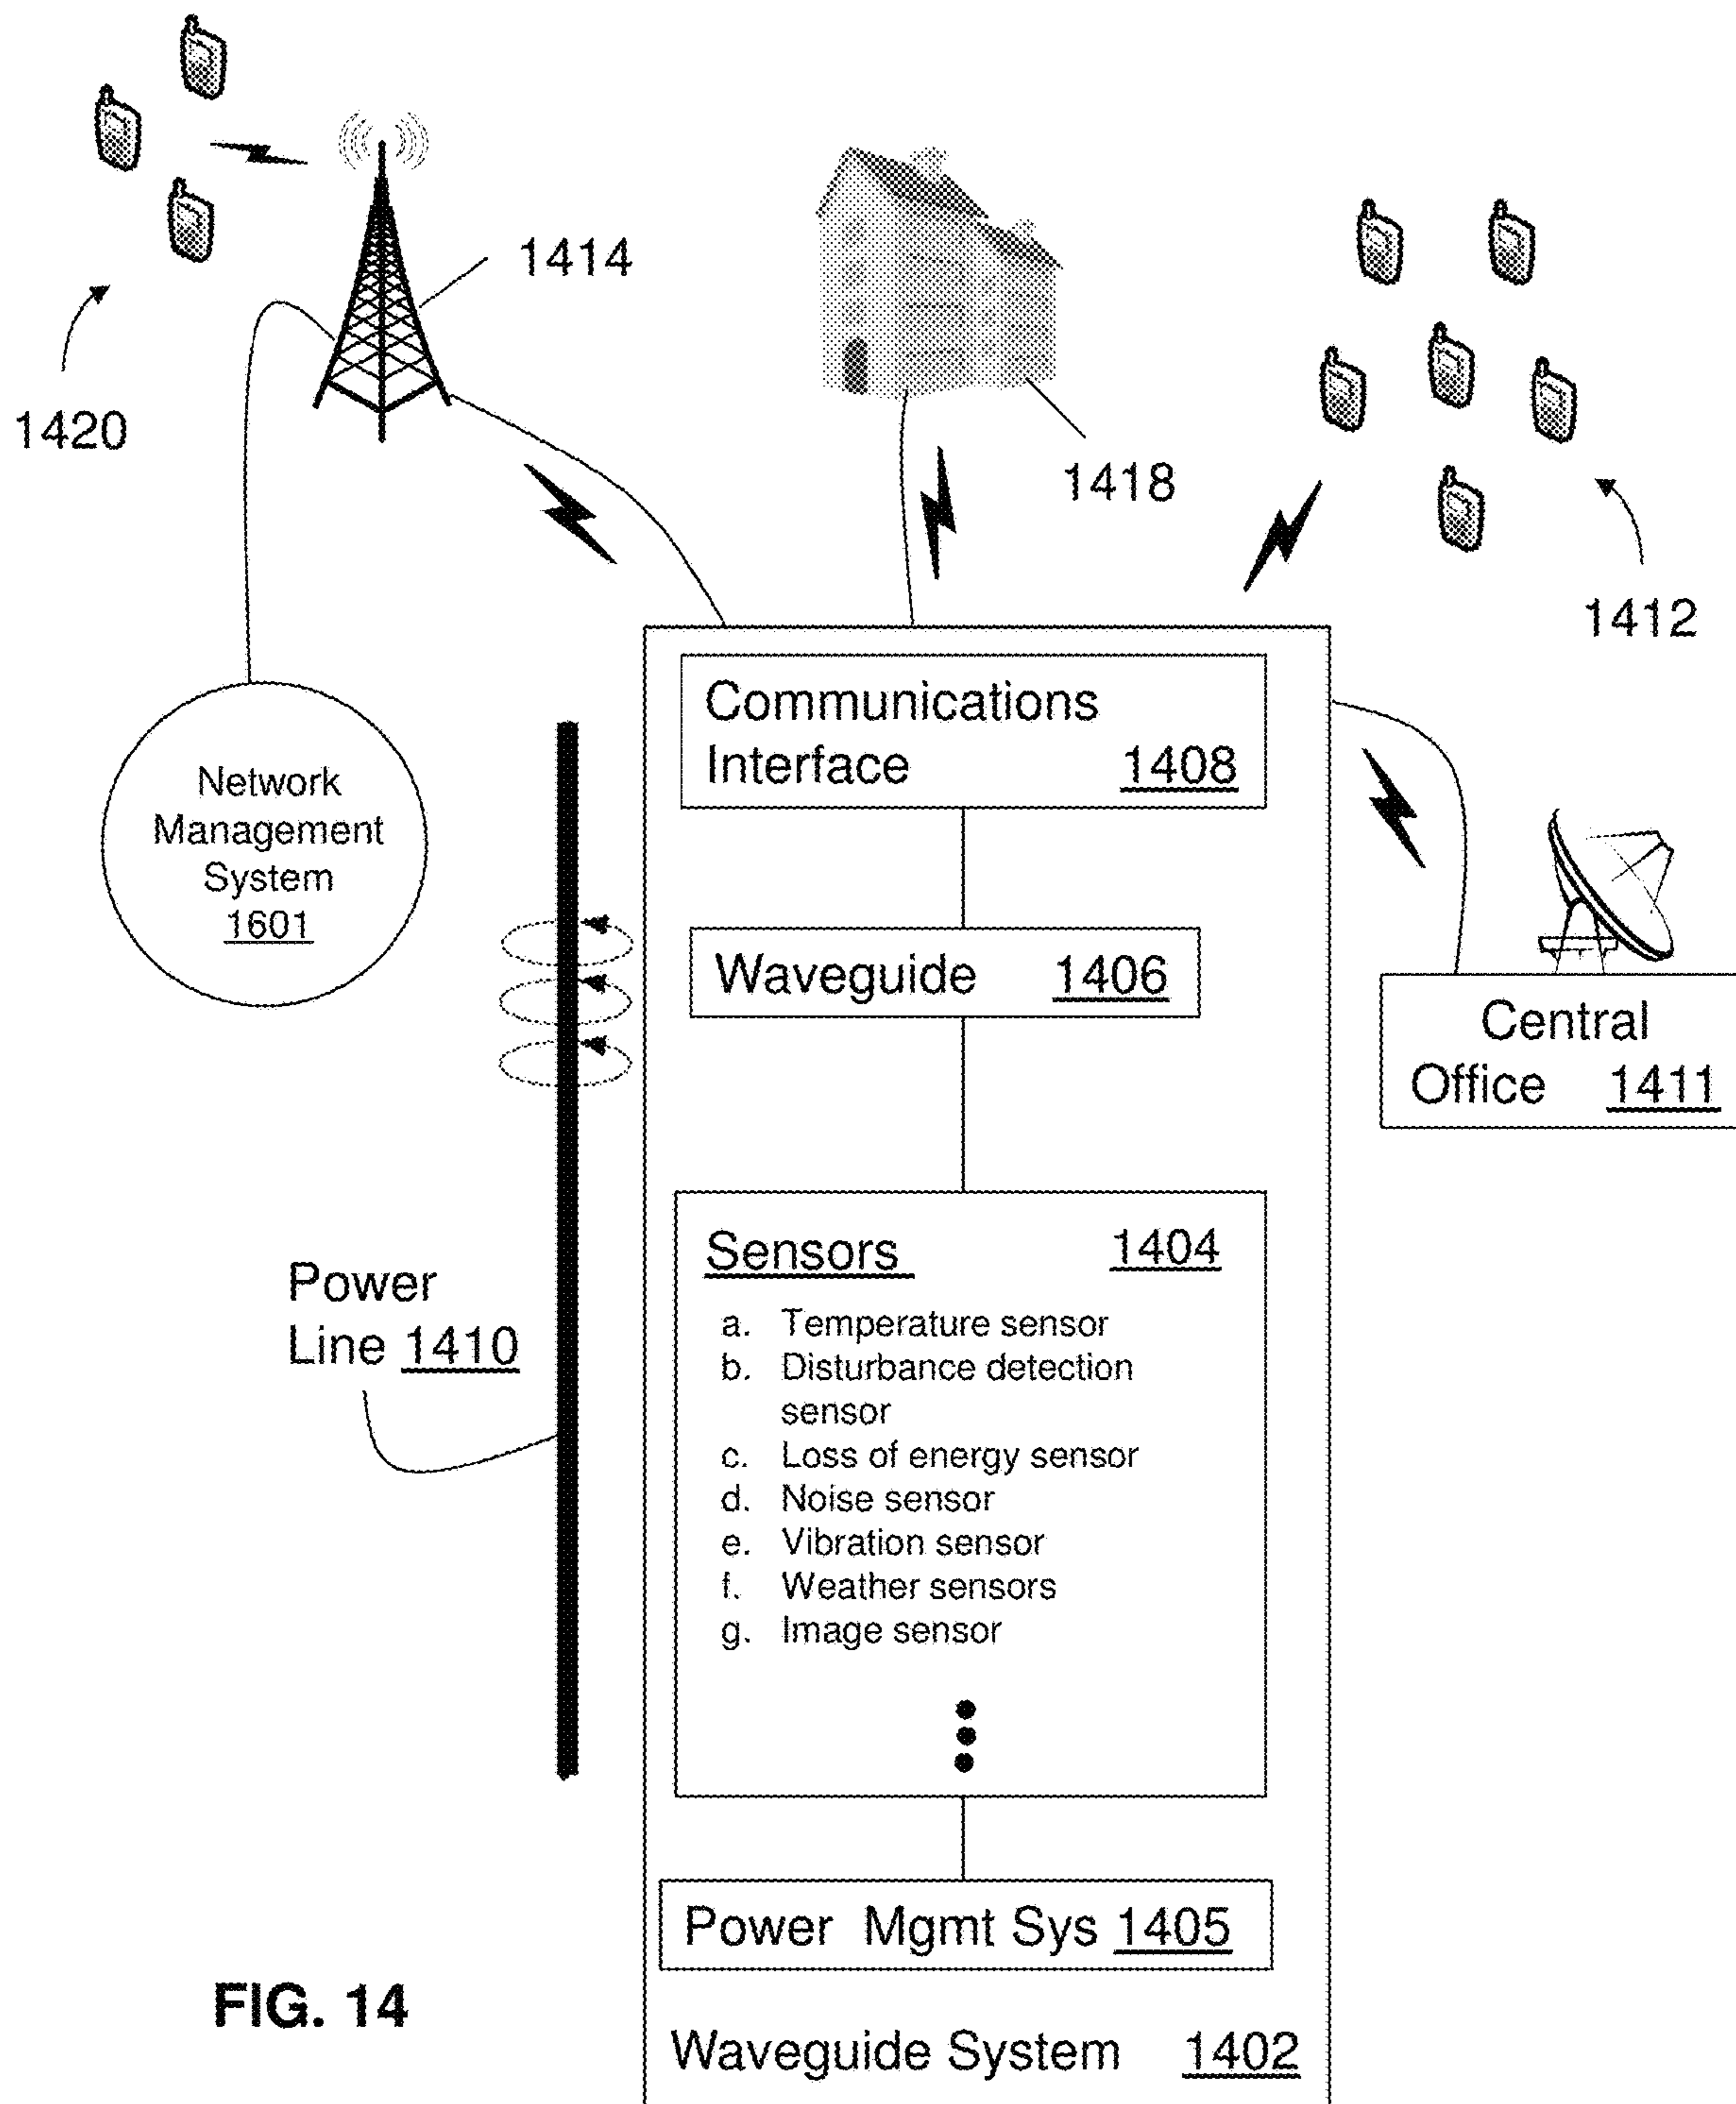 1414
1420
1418
1412
Communications
Interface 1408
Network
Management
System
1601
Waveguide 1406
Central
Office 1411
Sensors 1404
a. Temperature sensor
b. Disturbance detection
sensor
c. Loss of energy sensor
d. Noise sensor
e. Vibration sensor
f. Weather sensors
g. Image sensor
Power
Line 1410
Power Mgmt Sys 1405
FIG. 14
Waveguide System 1402